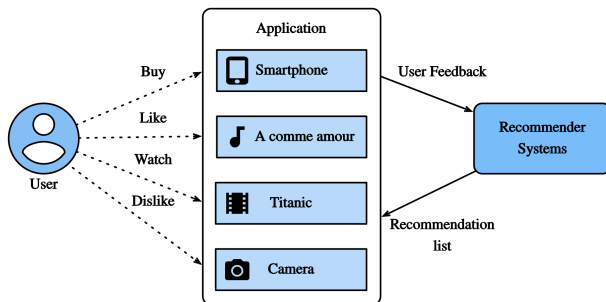 Application
Buy
Smartphone
User Feedback
Like
A comme amour
Recommender
Systems
Watch
User
Titanic
Dislike
Recommendation
list
Camera